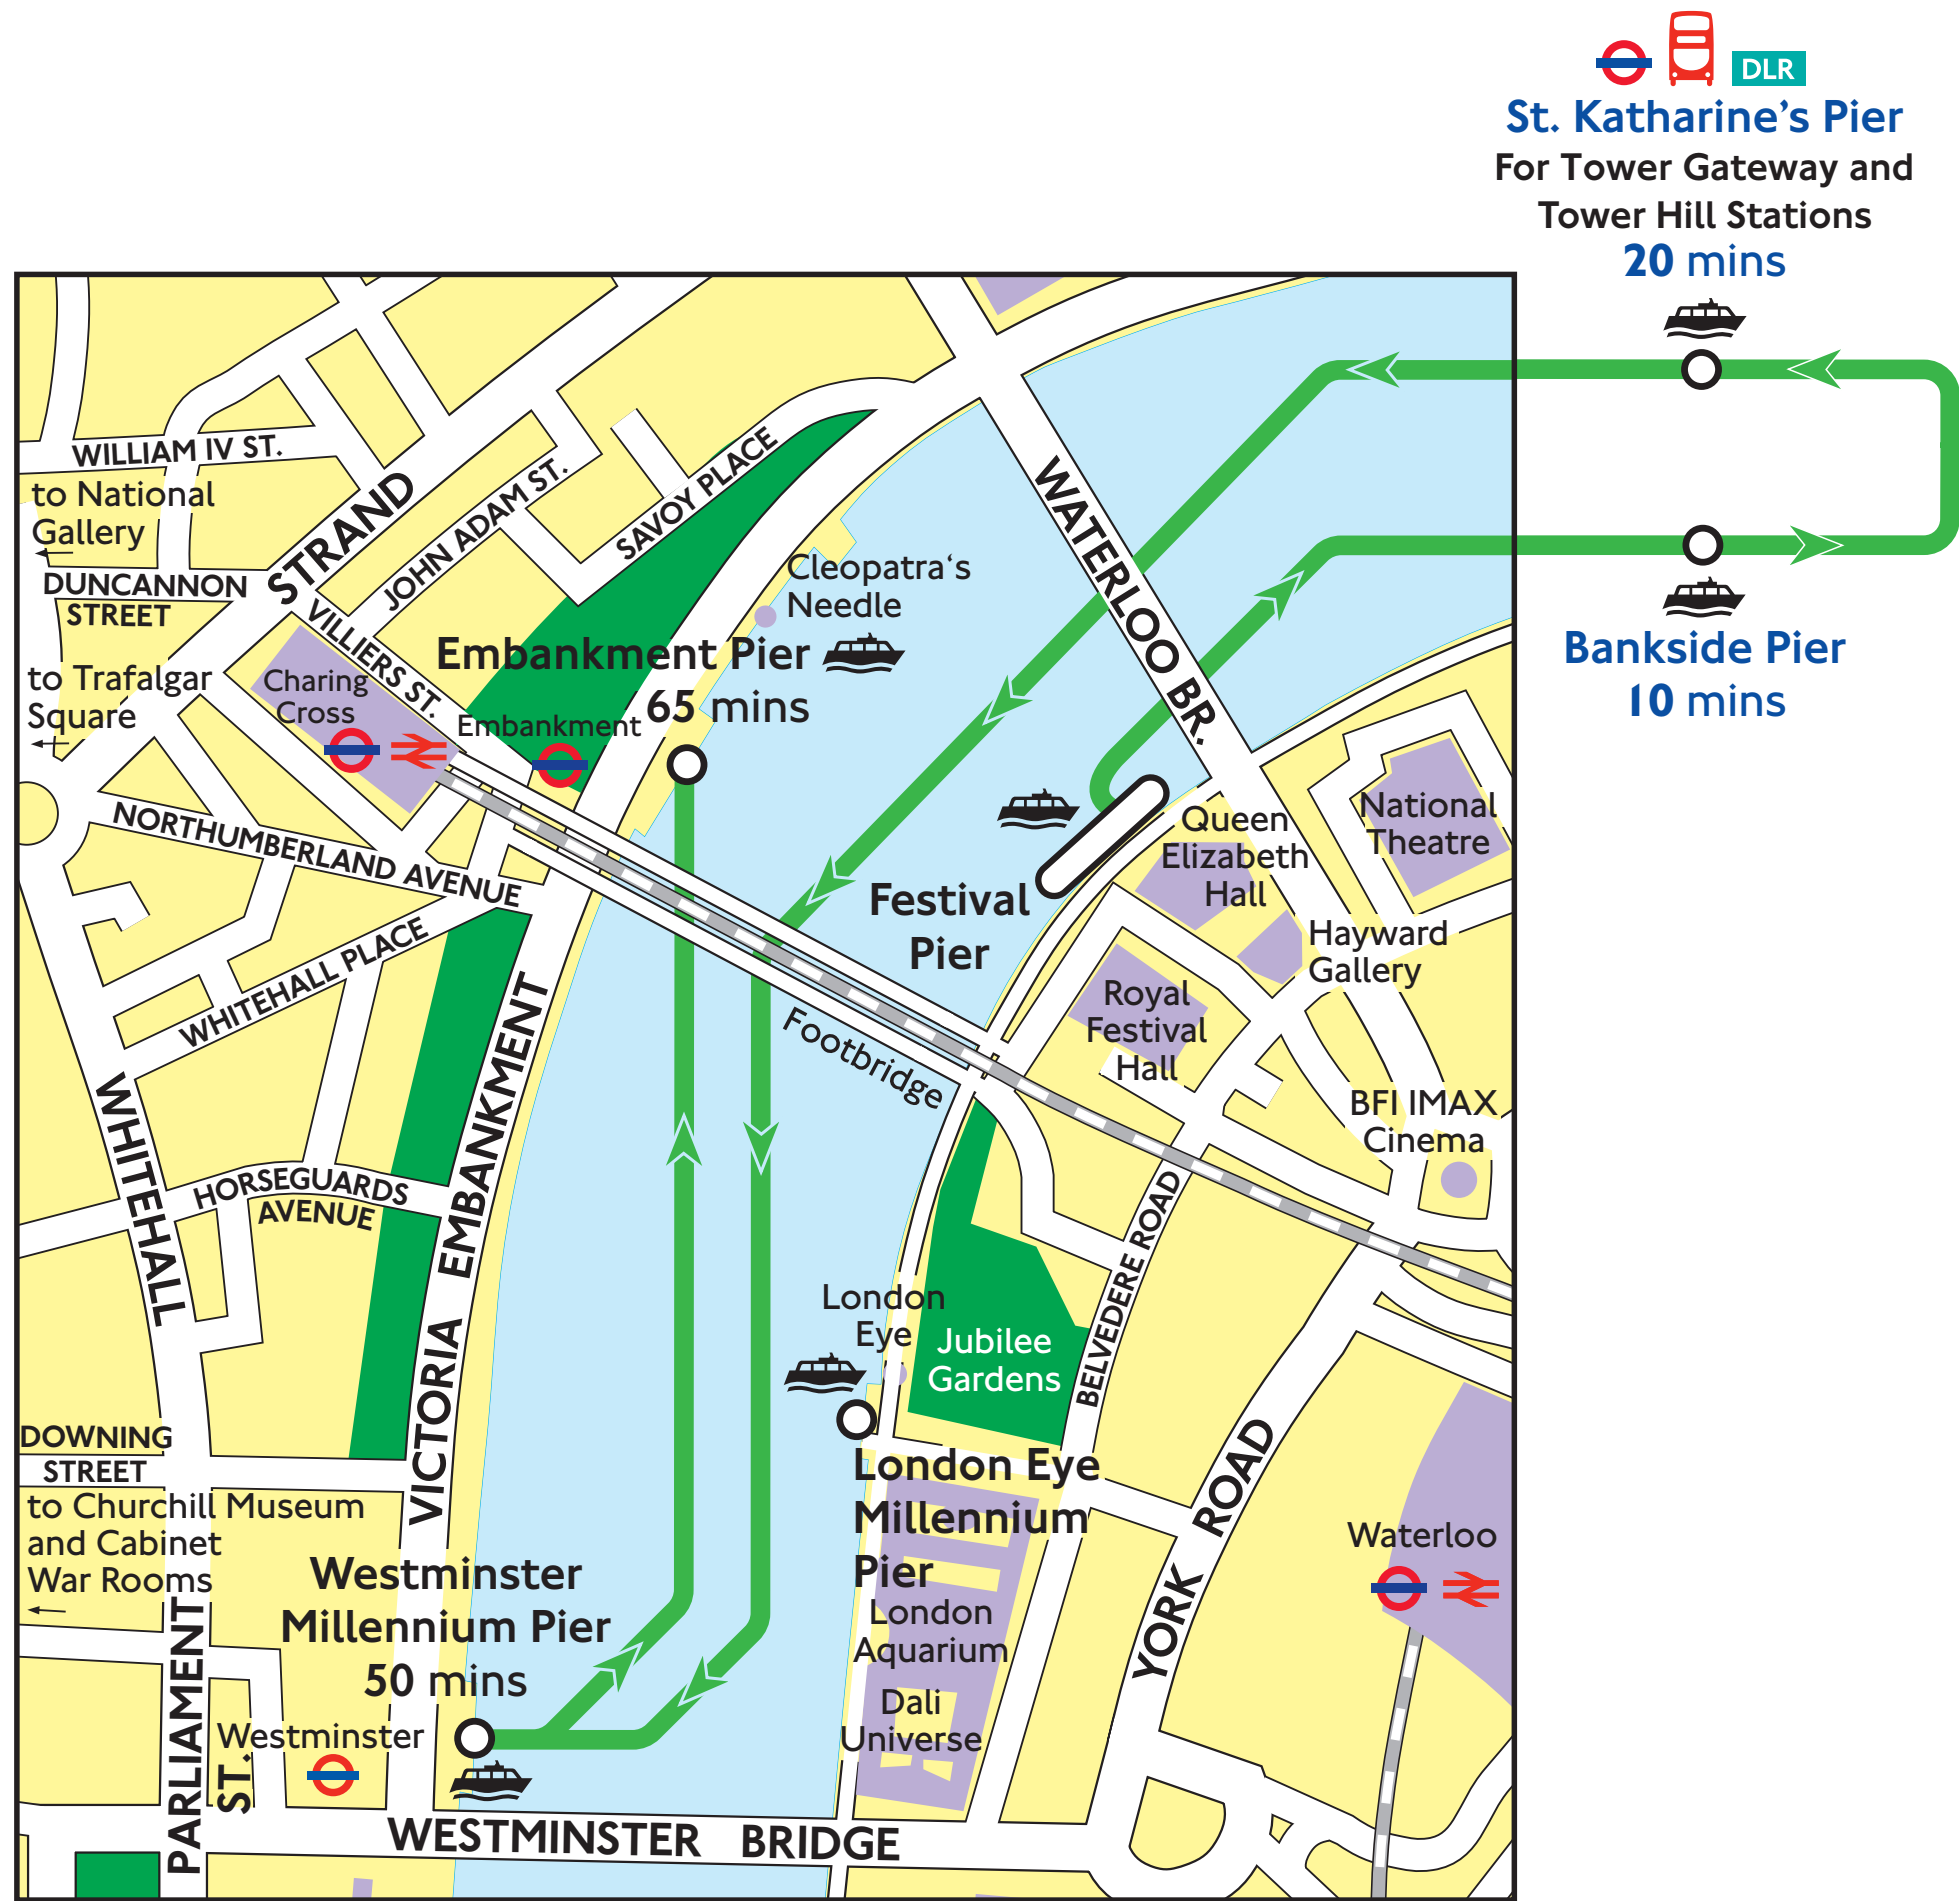 DLR
St. Katharine’s Pier
For Tower Gateway and
Tower Hill Stations
20 mins
Bankside Pier
10 mins
WILLIAM IV ST.
to National
Gallery
STRAND
JOHN ADAM ST.
SAVOY PLACE
WATERLOO BR.
DUNCANNON
STREET
VILLIERS ST.
Cleopatra‘s
Needle
Embankment Pier
65 mins
to Trafalgar
Square
Charing
Cross
Embankment
NORTHUMBERLAND AVENUE
WHITEHALL PLACE
Festival
Pier
Queen
Elizabeth
Hall
National
Theatre
Hayward
Gallery
Royal
Festival
Hall
Footbridge
BFI IMAX
Cinema
WHITEHALL
HORSEGUARDS
AVENUE
VICTORIA EMBANKMENT
BELVEDERE ROAD
London
Eye
Jubilee
Gardens
DOWNING
STREET
to Churchill Museum
and Cabinet
War Rooms
London Eye
Millennium
Pier
London
Aquarium
Dali
Universe
YORK ROAD
Waterloo
Westminster
Millennium Pier
50 mins
Westminster
PARLIAMENT
ST.
WESTMINSTER BRIDGE